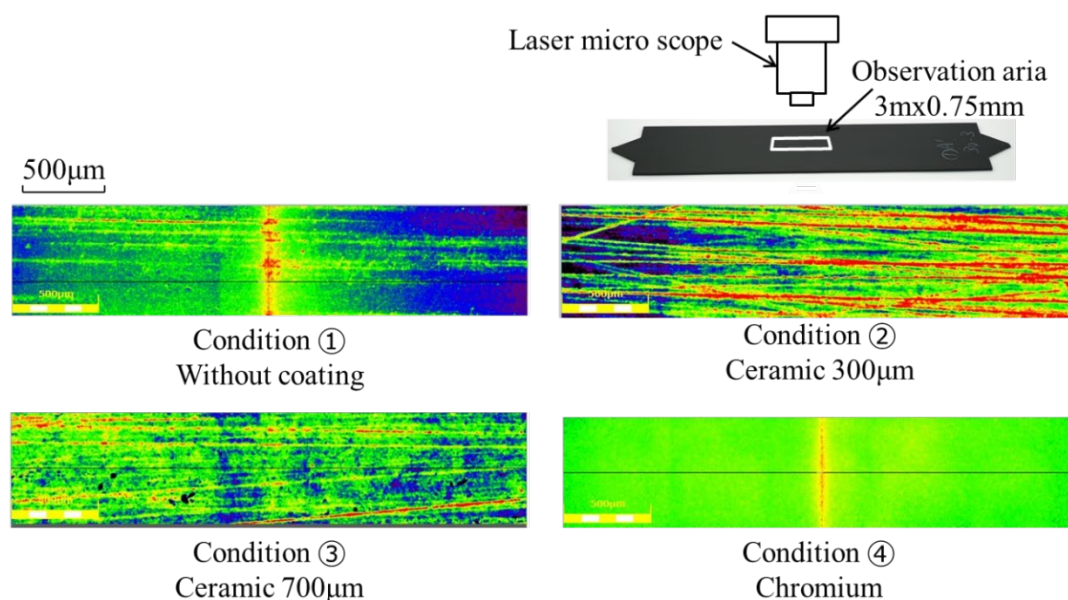 Laser micro scope
Observation aria
3mx0.75mm
500μm
500μm
500μm
Condition ①
Without coating
Condition ②
Ceramic 300μm
500μm
Condition ③
Ceramic 700μm
Condition ④
Chromium